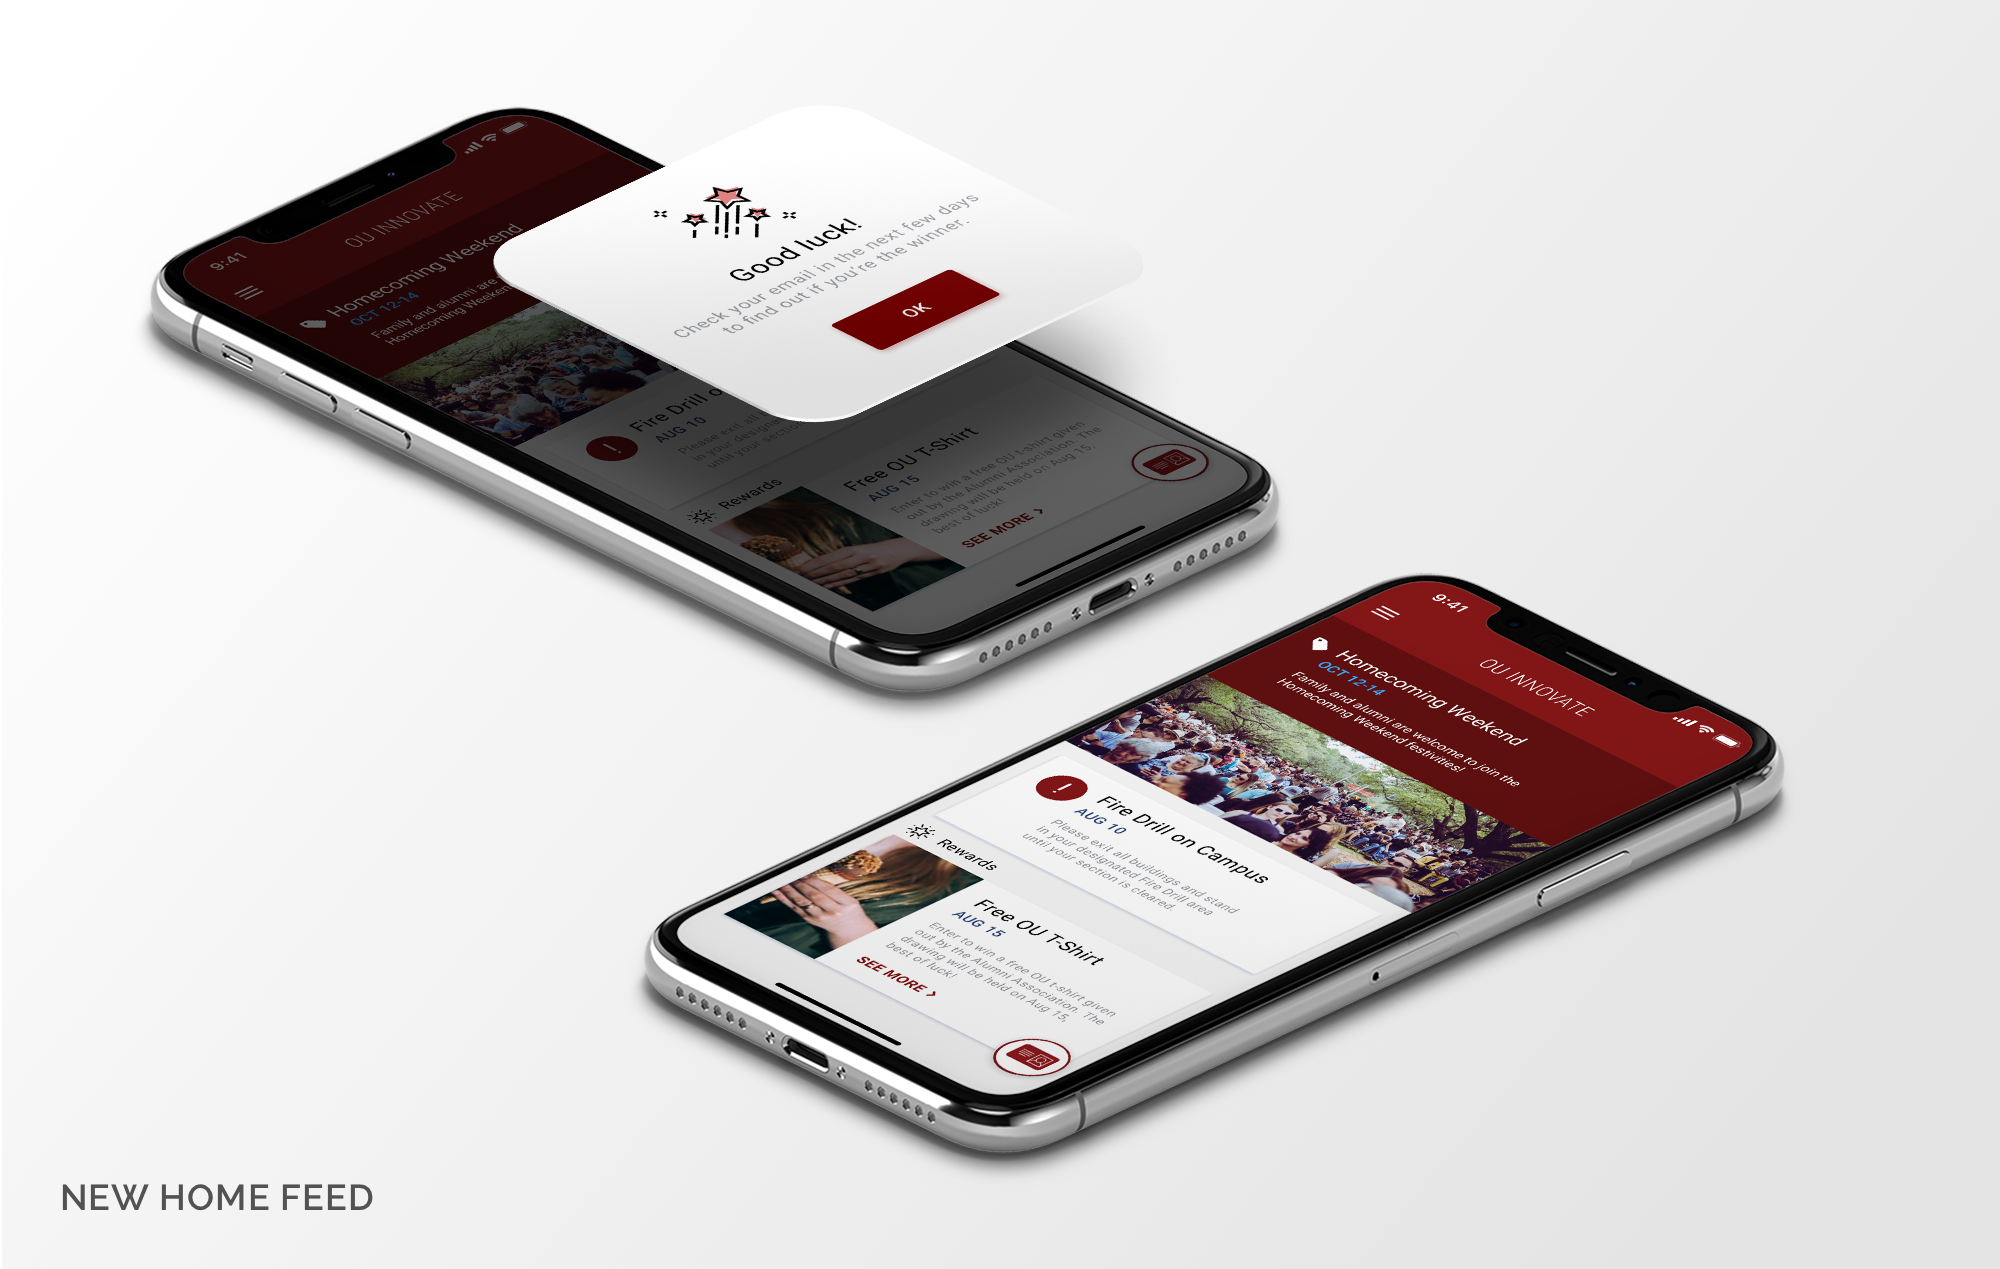 9:41
OU INNOVATE
Homecoming Weekend
OCT 12-14
Family and alumni are
Homecoming Weeken
Good luck!
Check your email in the next few days
to find out if you're the winner.
OK
Fire Drill o
AUG 10
Please exit all
in your designa
until your secti
Rewards
Free OU T-Shirt
AUG 15
Enter to win a free OU t-shirt given
out by the Alumni Association. The
drawing will be held on Aug 15,
best of luck!
SEE MORE
9:41
OU INNOVATE
Homecoming Weekend
OCT 12-14
Family and alumni are welcome to join the
Homecoming Weekend festivities!
Fire Drill on Campus
AUG 10
Please exit all buildings and stand
in your designated Fire Drill area
until your section is cleared.
Rewards
Free OU T-Shirt
AUG 15
Enter to win a free OU t-shirt given
out by the Alumni Association. The
drawing will be held on Aug 15,
best of luck!
SEE MORE
NEW HOME FEED